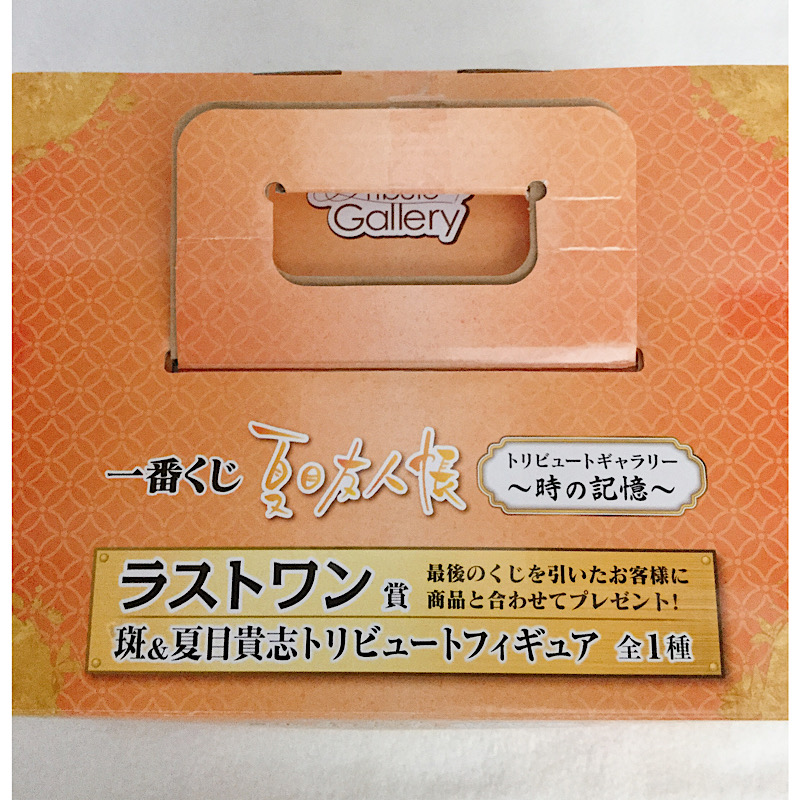 Gallery
一番くじ 夏目友人帳 トリビュートギャラリー
～時の記憶～
ラストワン賞 最後のくじを引いたお客様に
商品と合わせてプレゼント!
斑&夏目貴志トリビュートフィギュア 全1種